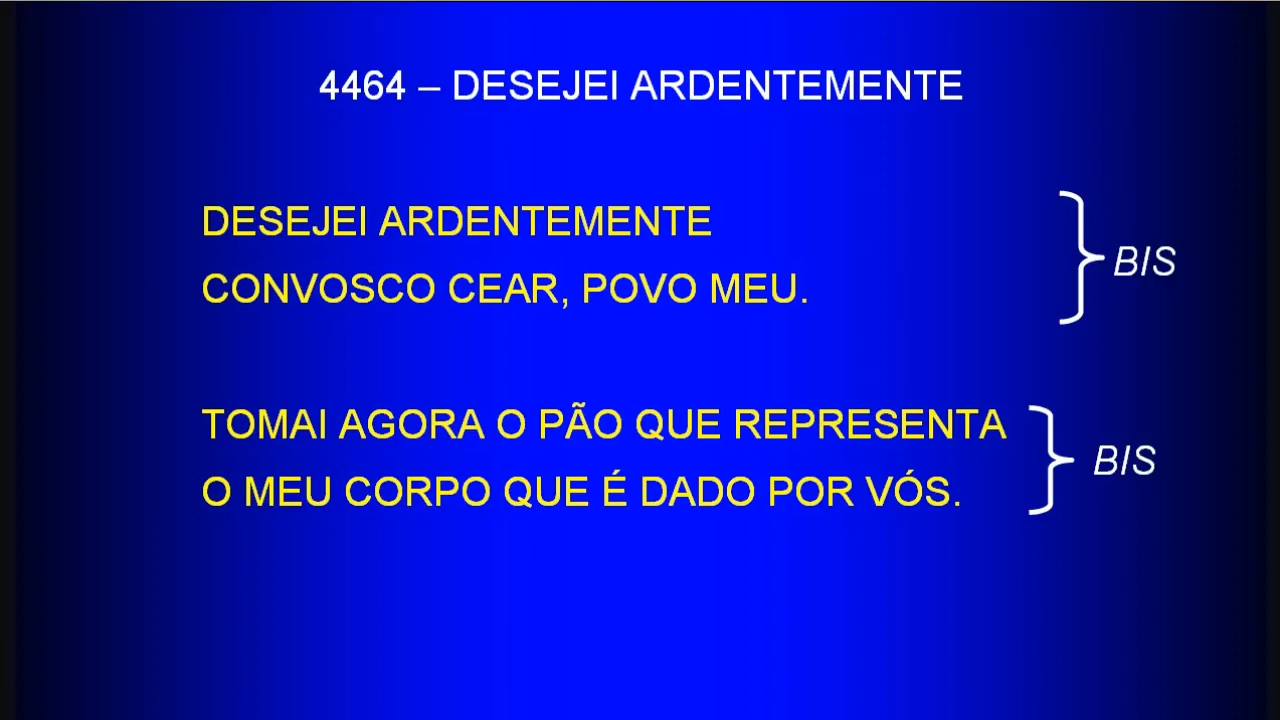 4464 – DESEJEI ARDENTEMENTE
DESEJEI ARDENTEMENTE
CONVOSCO CEAR, POVO MEU.
BIS
TOMAI AGORA O PÃO QUE REPRESENTA
O MEU CORPO QUE É DADO POR VÓS.
BIS